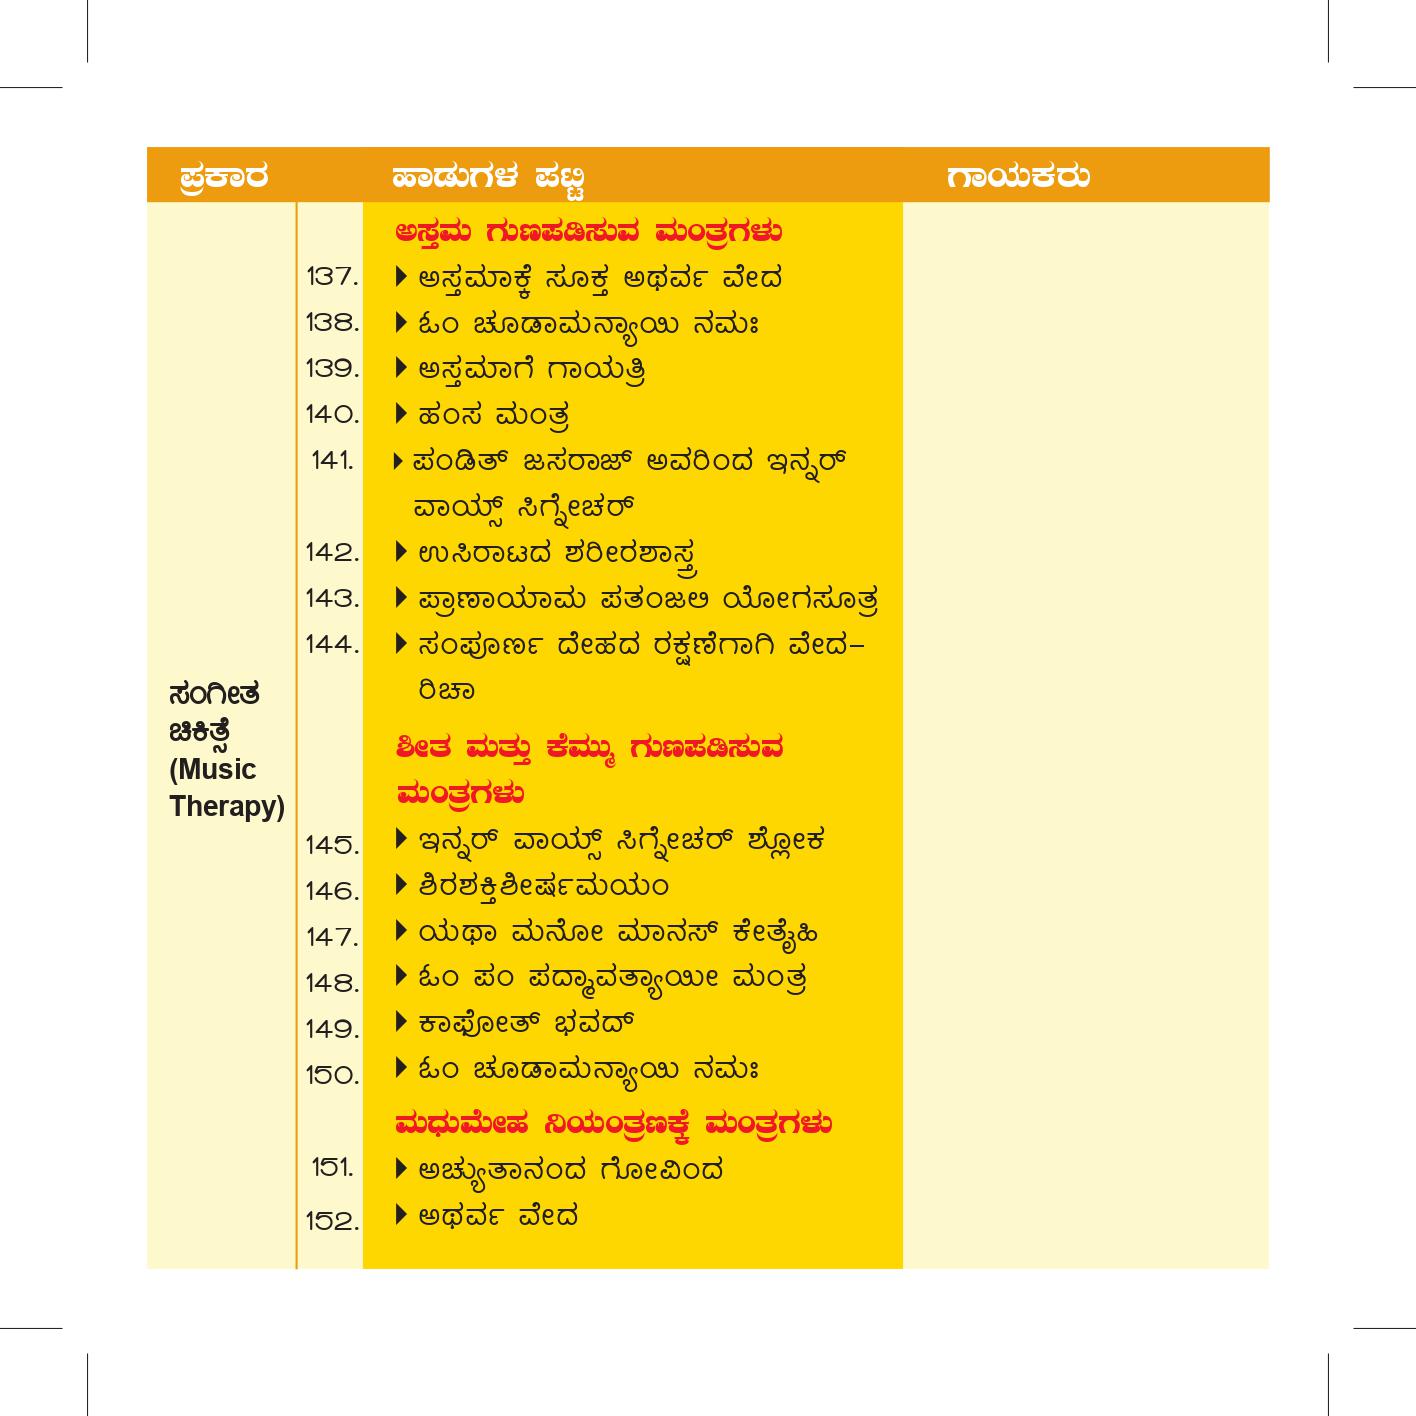 ಪ್ರಕಾರ ಹಾಡುಗಳ ಪಟ್ಟಿ ಗಾಯಕರು
ಅಸ್ತಮ ಗುಣಪಡಿಸುವ ಮಂತ್ರಗಳು
137. ಅಸ್ತಮಾಕ್ಕೆ ಸೂಕ್ತ ಅಥರ್ವ ವೇದ
138. ಓಂ ಚೂಡಾಮನ್ಯಾಯಿ ನಮಃ
139. ಅಸ್ತಮಾಗೆ ಗಾಯತ್ರಿ
140. ಹಂಸ ಮಂತ್ರ
141. ಪಂಡಿತ್ ಜಸರಾಜ್ ಅವರಿಂದ ಇನ್ನರ್
ವಾಯ್ಸ್ ಸಿಗ್ನೇಚರ್
142. ಉಸಿರಾಟದ ಶರೀರಶಾಸ್ತ್ರ
143. ಪ್ರಾಣಾಯಾಮ ಪತಂಜಲಿ ಯೋಗಸೂತ್ರ
144. ಸಂಪೂರ್ಣ ದೇಹದ ರಕ್ಷಣೆಗಾಗಿ ವೇದ–
ರಿಚಾ
ಸಂಗೀತ
ಚಿಕಿತ್ಸೆ
(Music
Therapy)
ಶೀತ ಮತ್ತು ಕೆಮ್ಮು ಗುಣಪಡಿಸುವ
ಮಂತ್ರಗಳು
145. ಇನ್ನರ್ ವಾಯ್ಸ್ ಸಿಗ್ನೇಚರ್ ಶ್ಲೋಕ
146. ಶಿರಶಕ್ತಿಶೀರ್ಷಮಯಂ
147. ಯಥಾ ಮನೋ ಮಾನಸ್ ಕೇತೈಹಿ
148. ಓಂ ಪಂ ಪದ್ಮಾವತ್ಯಾಯೀ ಮಂತ್ರ
149. ಕಾಫೋತ್ ಭವದ್
150. ಓಂ ಚೂಡಾಮನ್ಯಾಯಿ ನಮಃ
ಮಧುಮೇಹ ನಿಯಂತ್ರಣಕ್ಕೆ ಮಂತ್ರಗಳು
151. ಅಚ್ಯುತಾನಂದ ಗೋವಿಂದ
152. ಅಥರ್ವ ವೇದ